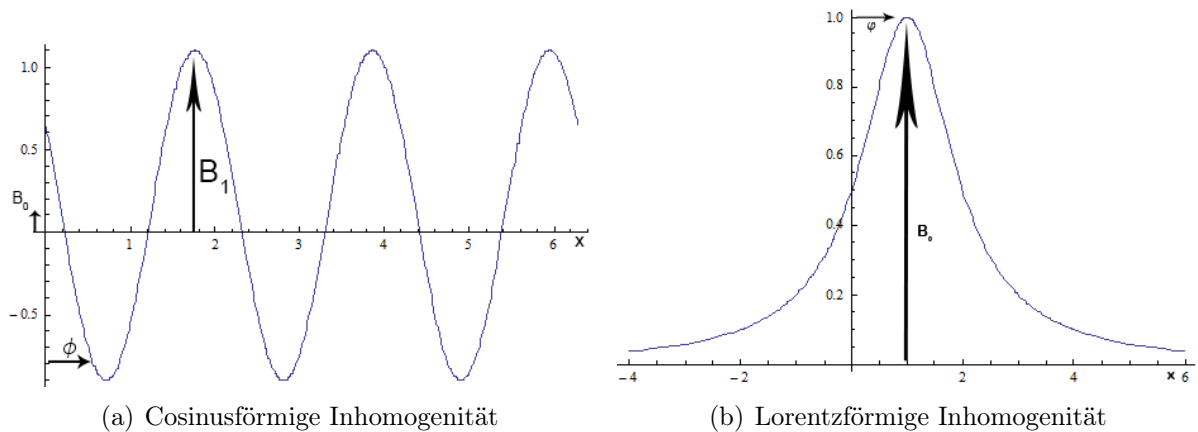 1.0
0.5
B₀
B₁
1 2 3 4 5 6
x
−0.5
ϕ
(a) Cosinusförmige Inhomogenität
1.0
φ
0.8
0.6
0.4
B₀
0.2
−4 −2 2 x 6
(b) Lorentzförmige Inhomogenität